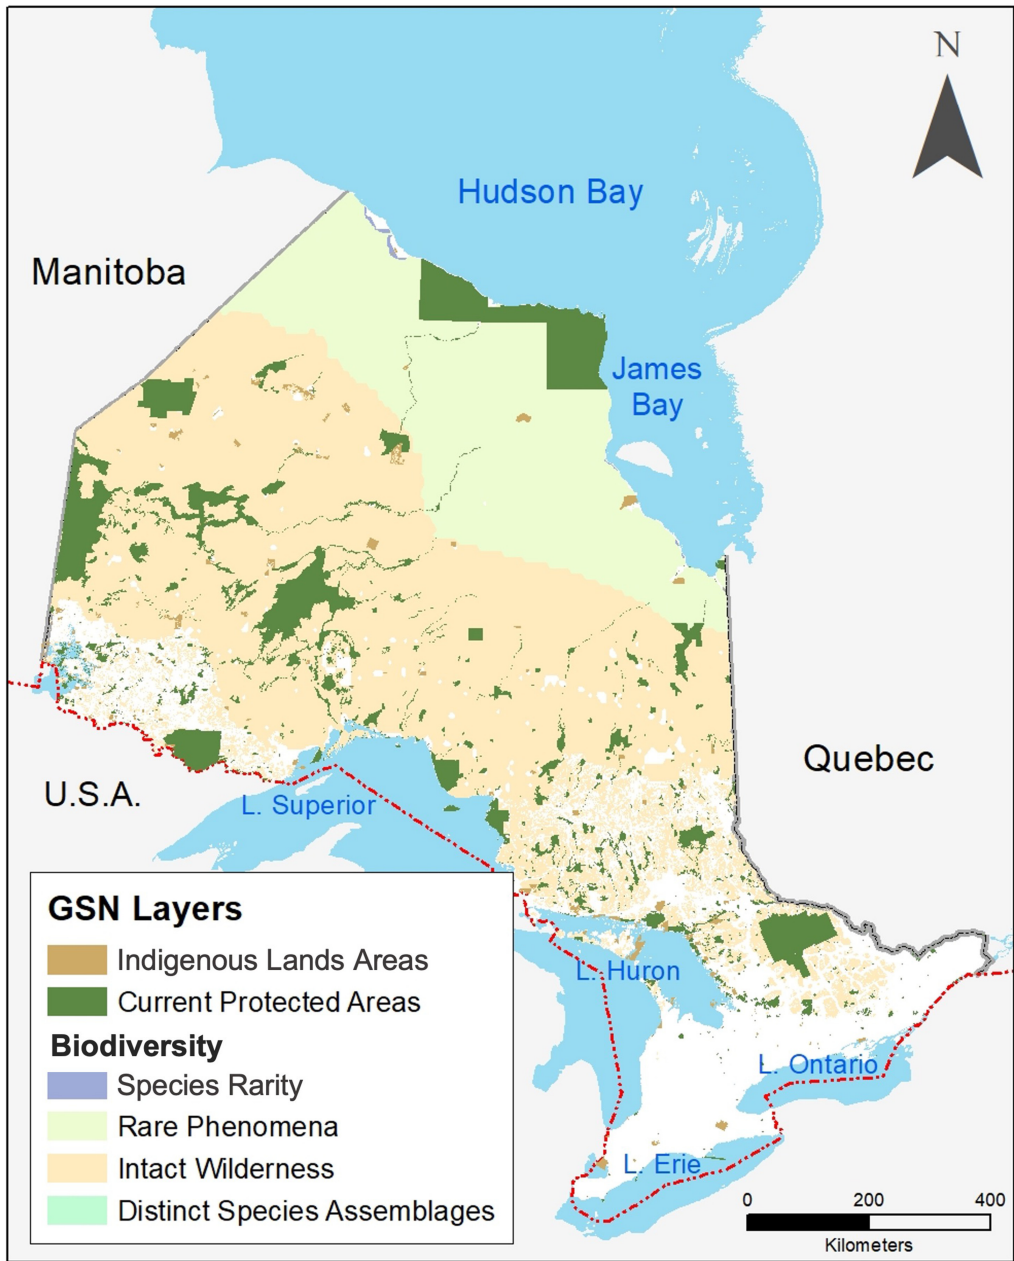 N
Hudson Bay
Manitoba
James
Bay
Quebec
U.S.A.
L. Superior
GSN Layers
Indigenous Lands Areas
Current Protected Areas
Biodiversity
Species Rarity
Rare Phenomena
Intact Wilderness
Distinct Species Assemblages
L. Huron
L. Ontario
L. Erie
0 200 400
Kilometers